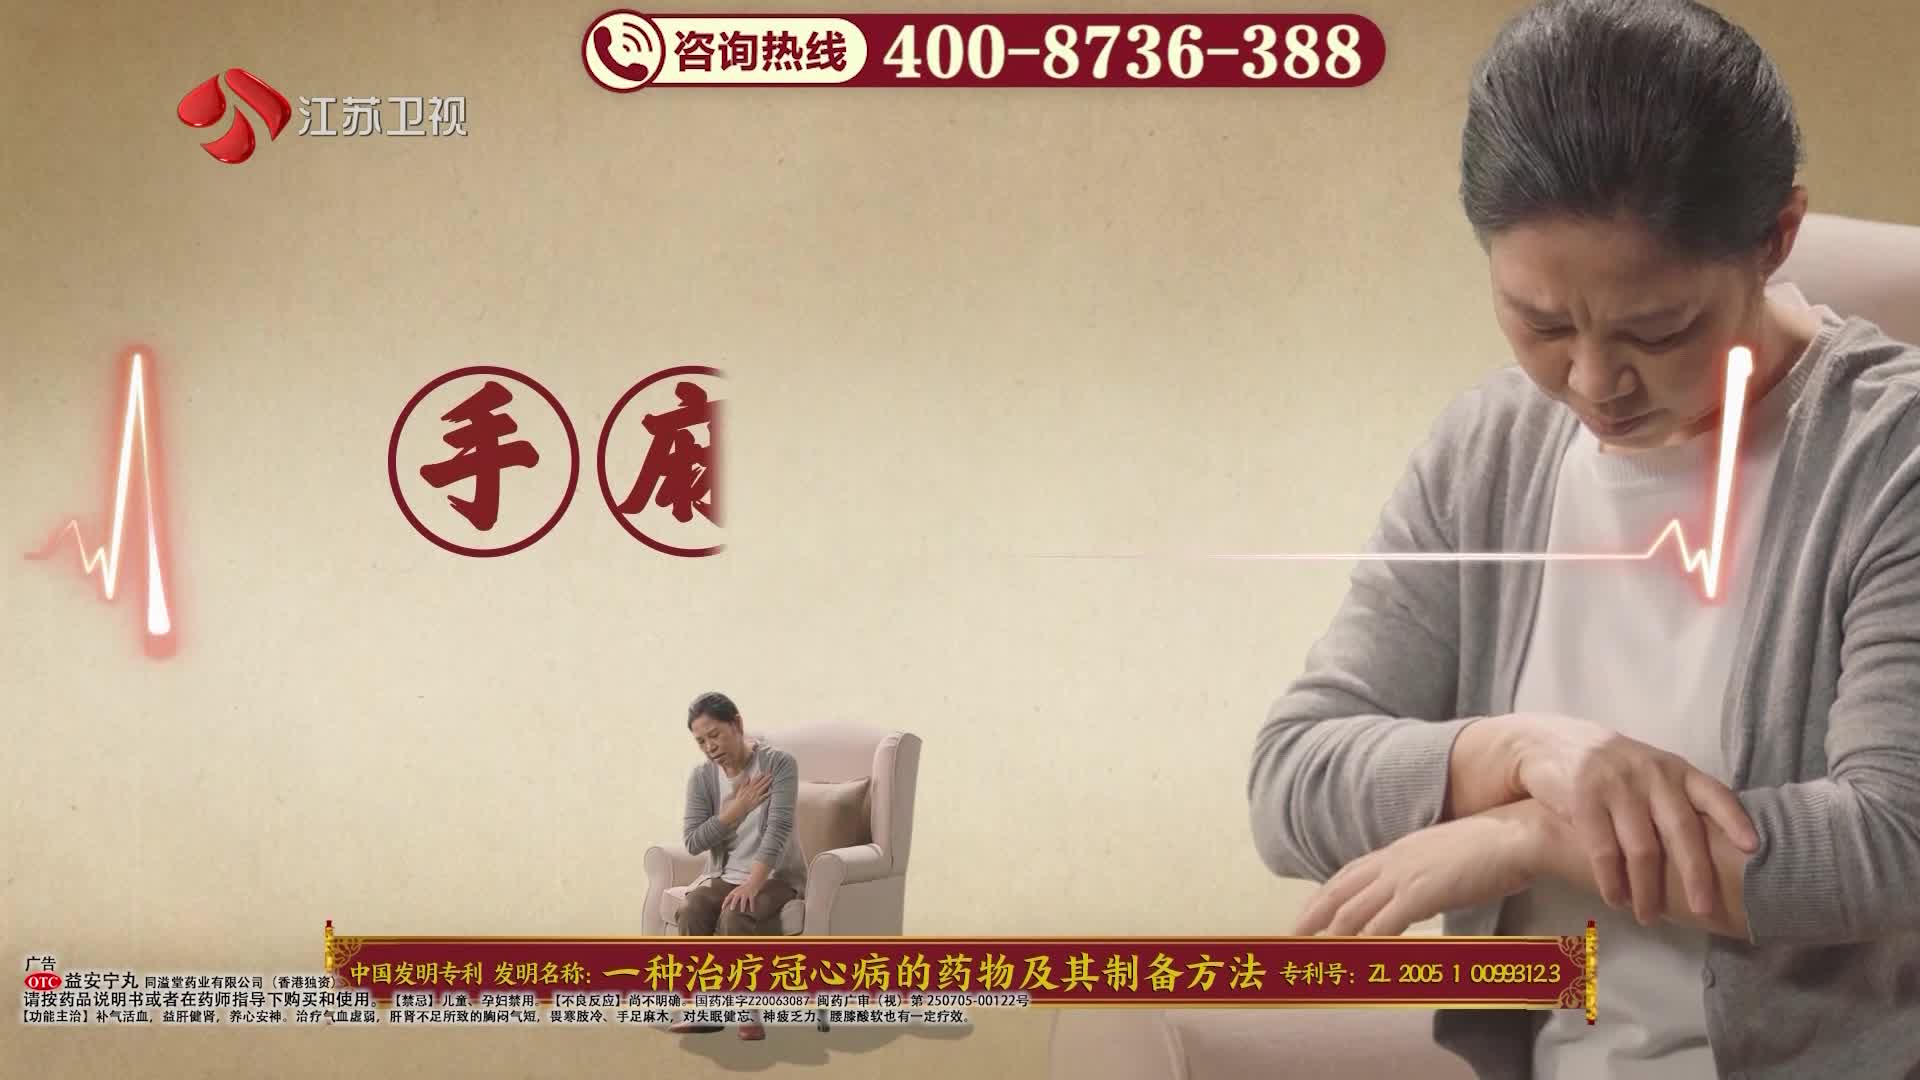 咨询热线 400-8736-388
江苏卫视
手麻
中国发明专利 发明名称：一种治疗冠心病的药物及其制备方法 专利号：ZL 2005 1 0099312.3
广告
OTC 益安宁丸 同溢堂药业有限公司（香港独资）
请按药品说明书或者在药师指导下购买和使用。【禁忌】儿童、孕妇禁用。【不良反应】尚不明确。国药准字Z20063087 闽药广审（视）第250705-00122号
【功能主治】补气活血，益肝健肾，养心安神。治疗气血虚弱，肝肾不足所致的胸闷气短，畏寒肢冷、手足麻木，对失眠健忘、神疲乏力、腰膝酸软也有一定疗效。